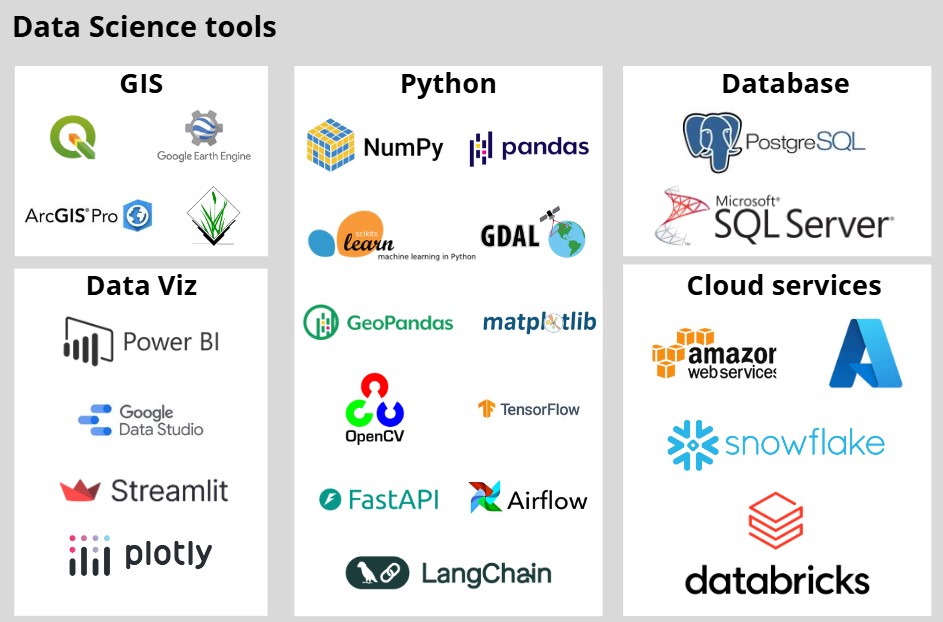 Data Science tools
GIS
Google Earth Engine
ArcGIS® Pro
Data Viz
Power BI
Google
Data Studio
Streamlit
plotly
Python
NumPy
pandas
scikits
learn
machine learning in Python
GDAL
GeoPandas
matplotlib
OpenCV
TensorFlow
FastAPI
Airflow
LangChain
Database
PostgreSQL
Microsoft®
SQL Server®
™
Cloud services
amazon
web services
snowflake
databricks